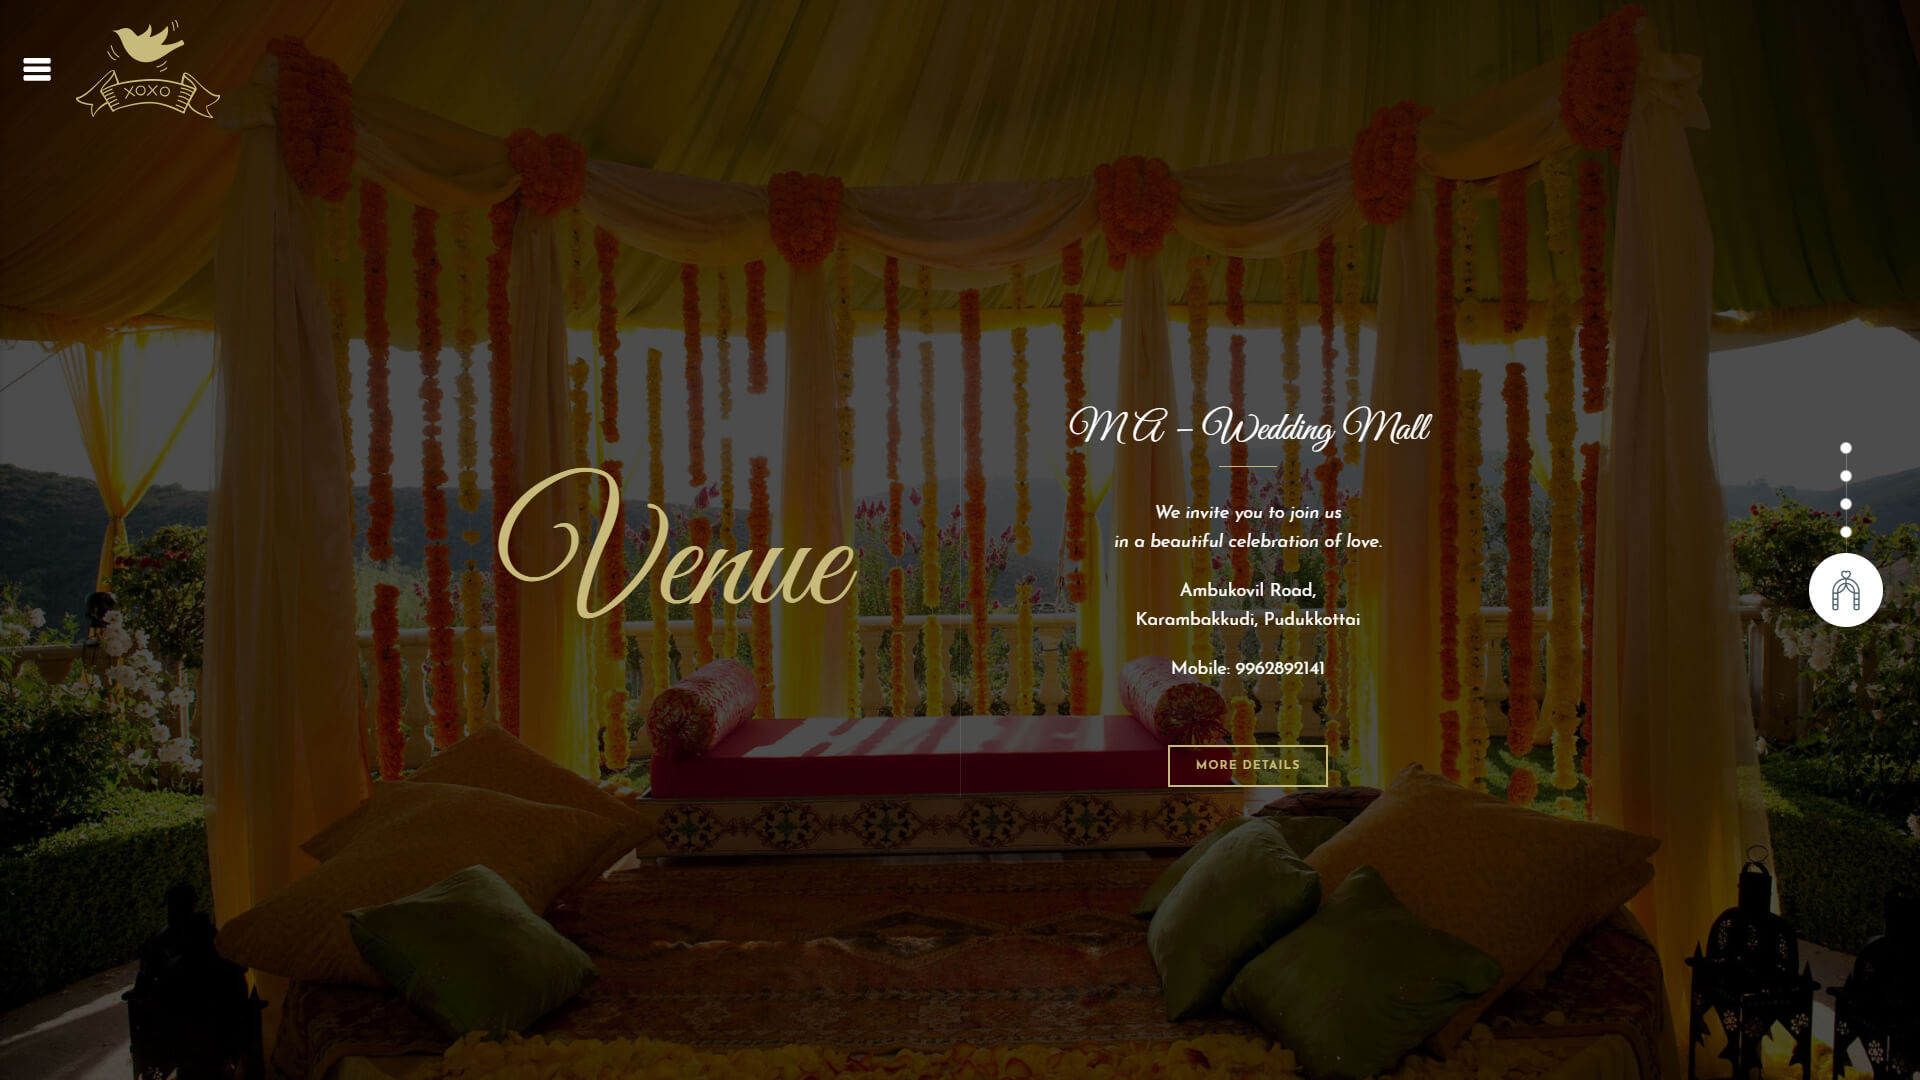 XOXO
Venue
M A – Wedding Mall
We invite you to join us
in a beautiful celebration of love.
Ambukovil Road,
Karambakkudi, Pudukkottai
Mobile: 9962892141
MORE DETAILS